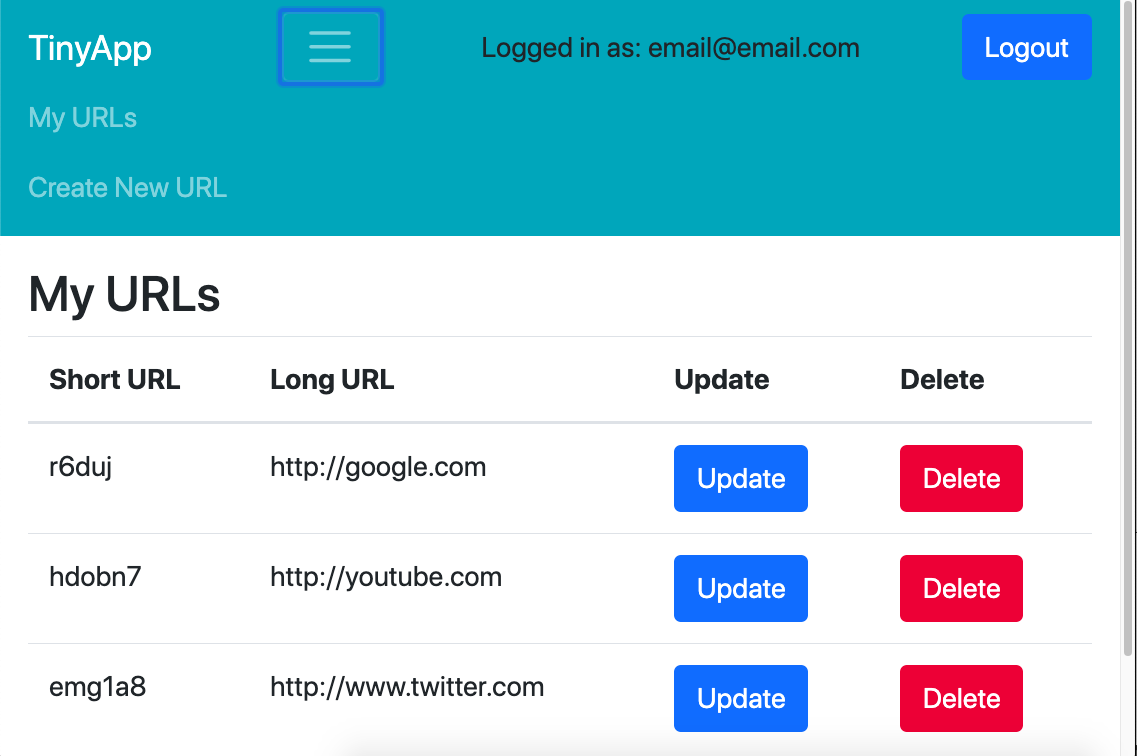 TinyApp Logged in as: email@email.com Logout
My URLs
Create New URL
My URLs
Short URL Long URL Update Delete
r6duj http://google.com Update Delete
hdobn7 http://youtube.com Update Delete
emg1a8 http://www.twitter.com Update Delete